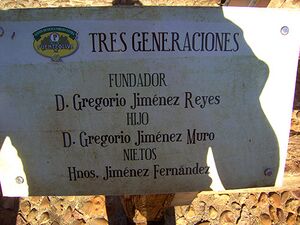 TRES GENERACIONES
FUNDADOR
D. Gregorio Jiménez Reyes
HIJO
D. Gregorio Jiménez Muro
NIETOS
Hnos. Jiménez Fernández